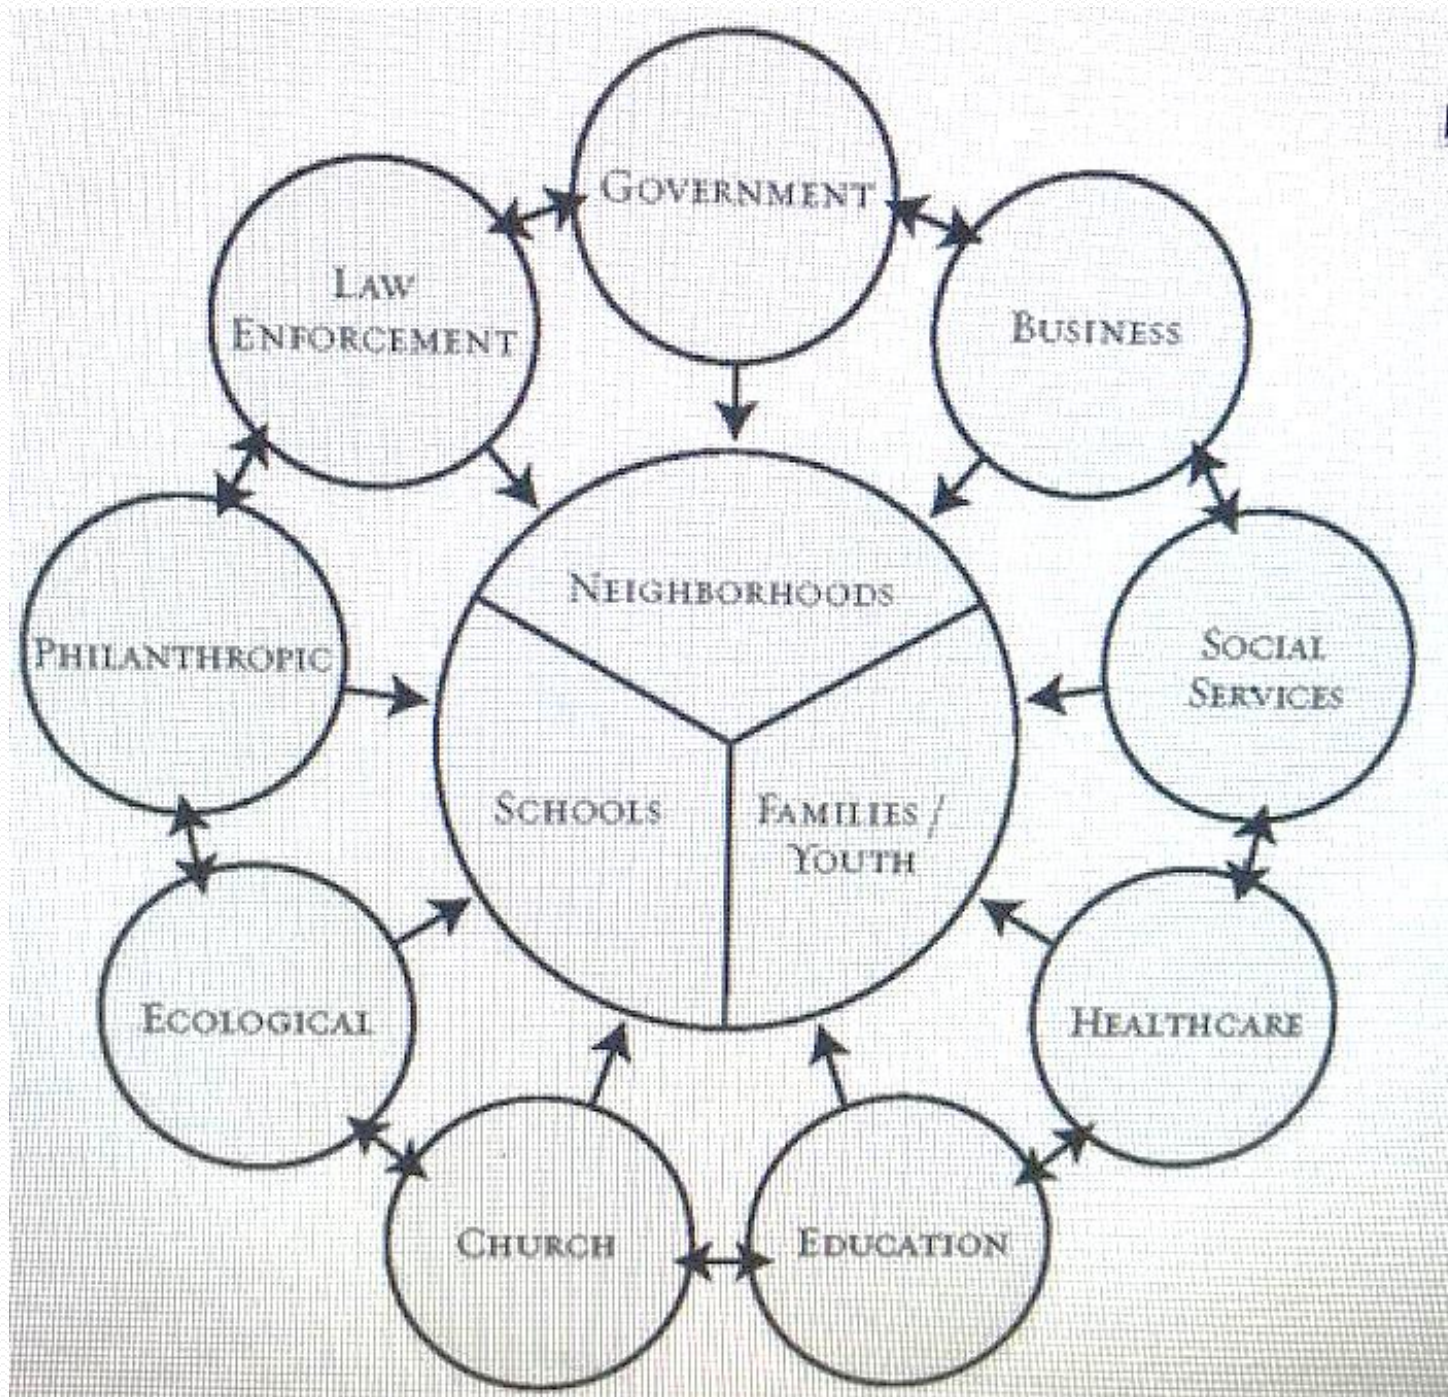 GOVERNMENT
LAW
ENFORCEMENT
BUSINESS
NEIGHBORHOODS
PHILANTHROPIC
SOCIAL
SERVICES
SCHOOLS
FAMILIES /
YOUTH
ECOLOGICAL
HEALTHCARE
CHURCH
EDUCATION